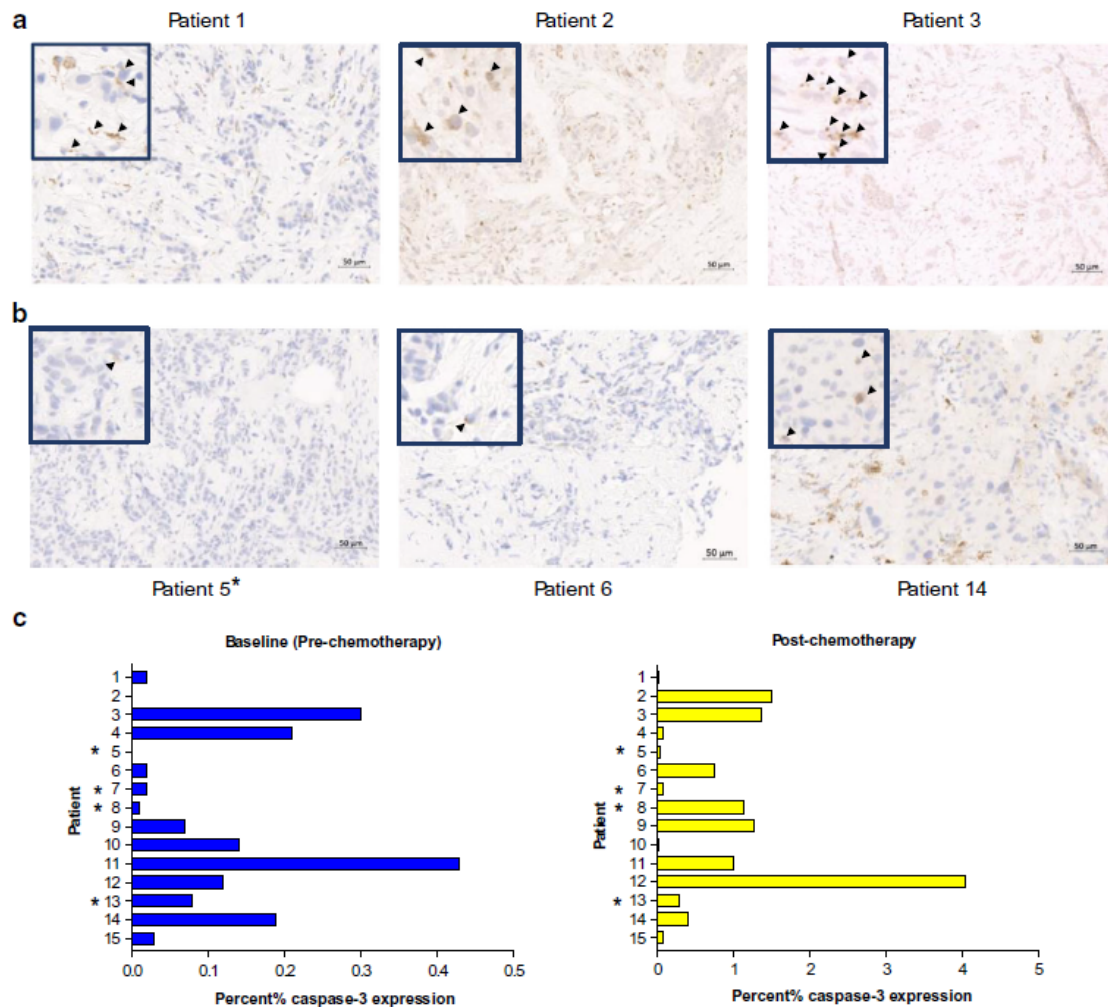 a
Patient 1 Patient 2 Patient 3
50 µm 50 µm 50 µm
b
50 µm 50 µm 50 µm
Patient 5* Patient 6 Patient 14
c
Baseline (Pre-chemotherapy)
Patient
1
2
3
4
* 5
6
* 7
* 8
9
10
11
12
* 13
14
15
0.0 0.1 0.2 0.3 0.4 0.5
Percent% caspase-3 expression
Post-chemotherapy
Patient
1
2
3
4
* 5
6
* 7
* 8
9
10
11
12
* 13
14
15
0 1 2 3 4 5
Percent% caspase-3 expression